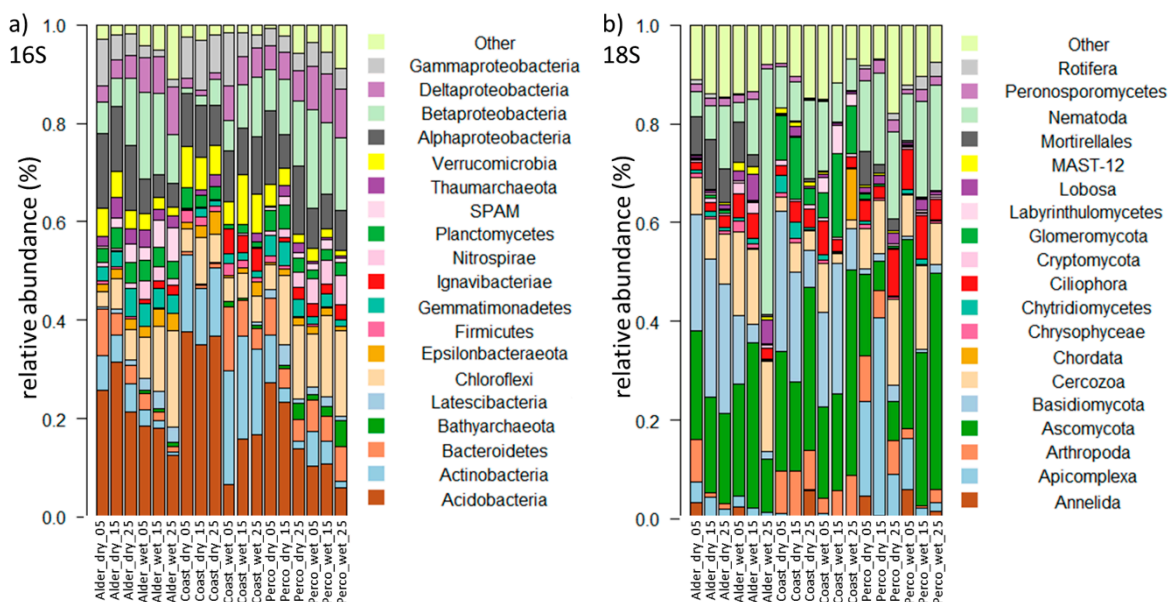 a)
16S
relative abundance (%)
1.0
0.8
0.6
0.4
0.2
0.0
Alder_dry_05
Alder_dry_15
Alder_dry_25
Alder_wet_05
Alder_wet_15
Alder_wet_25
Coast_dry_05
Coast_dry_15
Coast_dry_25
Coast_wet_05
Coast_wet_15
Coast_wet_25
Perco_dry_05
Perco_dry_15
Perco_dry_25
Perco_wet_05
Perco_wet_15
Perco_wet_25
Other
Gammaproteobacteria
Deltaproteobacteria
Betaproteobacteria
Alphaproteobacteria
Verrucomicrobia
Thaumarchaeota
SPAM
Planctomycetes
Nitrospirae
Ignavibacteriae
Gemmatimonadetes
Firmicutes
Epsilonbacteraeota
Chloroflexi
Latescibacteria
Bathyarchaeota
Bacteroidetes
Actinobacteria
Acidobacteria
b)
18S
relative abundance (%)
1.0
0.8
0.6
0.4
0.2
0.0
Alder_dry_05
Alder_dry_15
Alder_dry_25
Alder_wet_05
Alder_wet_15
Alder_wet_25
Coast_dry_05
Coast_dry_15
Coast_dry_25
Coast_wet_05
Coast_wet_15
Coast_wet_25
Perco_dry_05
Perco_dry_15
Perco_dry_25
Perco_wet_05
Perco_wet_15
Perco_wet_25
Other
Rotifera
Peronosporomycetes
Nematoda
Mortirellales
MAST-12
Lobosa
Labyrinthulomycetes
Glomeromycota
Cryptomycota
Ciliophora
Chytridiomycetes
Chrysophyceae
Chordata
Cercozoa
Basidiomycota
Ascomycota
Arthropoda
Apicomplexa
Annelida